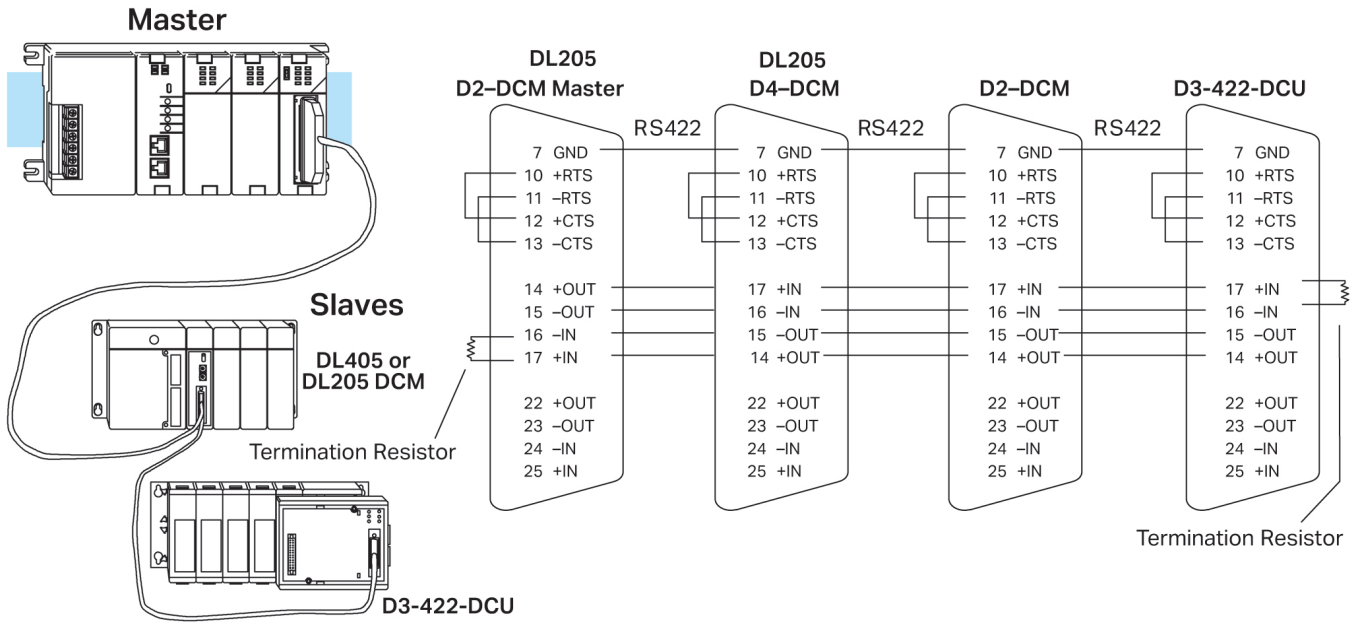 Master
Slaves
DL405 or
DL205 DCM
D3-422-DCU
Termination Resistor
DL205
D2–DCM Master
7 GND
10 +RTS
11 –RTS
12 +CTS
13 –CTS
14 +OUT
15 –OUT
16 –IN
17 +IN
22 +OUT
23 –OUT
24 –IN
25 +IN
RS422
DL205
D4–DCM
7 GND
10 +RTS
11 –RTS
12 +CTS
13 –CTS
17 +IN
16 –IN
15 –OUT
14 +OUT
22 +OUT
23 –OUT
24 –IN
25 +IN
RS422
D2–DCM
7 GND
10 +RTS
11 –RTS
12 +CTS
13 –CTS
17 +IN
16 –IN
15 –OUT
14 +OUT
22 +OUT
23 –OUT
24 –IN
25 +IN
RS422
D3-422-DCU
7 GND
10 +RTS
11 –RTS
12 +CTS
13 –CTS
17 +IN
16 –IN
15 –OUT
14 +OUT
22 +OUT
23 –OUT
24 –IN
25 +IN
Termination Resistor